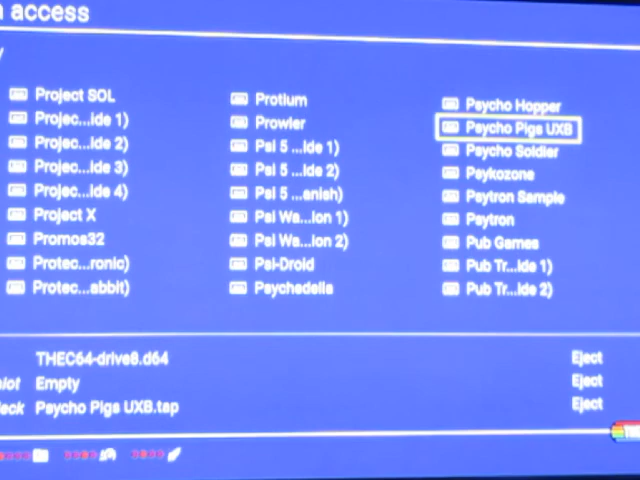 access
Project SOL
Projec...ide 1)
Projec...ide 2)
Projec...ide 3)
Projec...ide 4)
Project X
Promos32
Protec...ronic)
Protec...abbit)
Protium
Prowler
Psi 5 ...ide 1)
Psi 5 ...ide 2)
Psi 5 ...anish)
Psi Wa...ion 1)
Psi Wa...ion 2)
Psi-Droid
Psychedelia
Psycho Hopper
Psycho Pigs UXB
Psycho Soldier
Psykozone
Psytron Sample
Psytron
Pub Games
Pub Tr...ide 1)
Pub Tr...ide 2)
THEC64-drive8.d64 Eject
Empty Eject
Psycho Pigs UXB.tap Eject